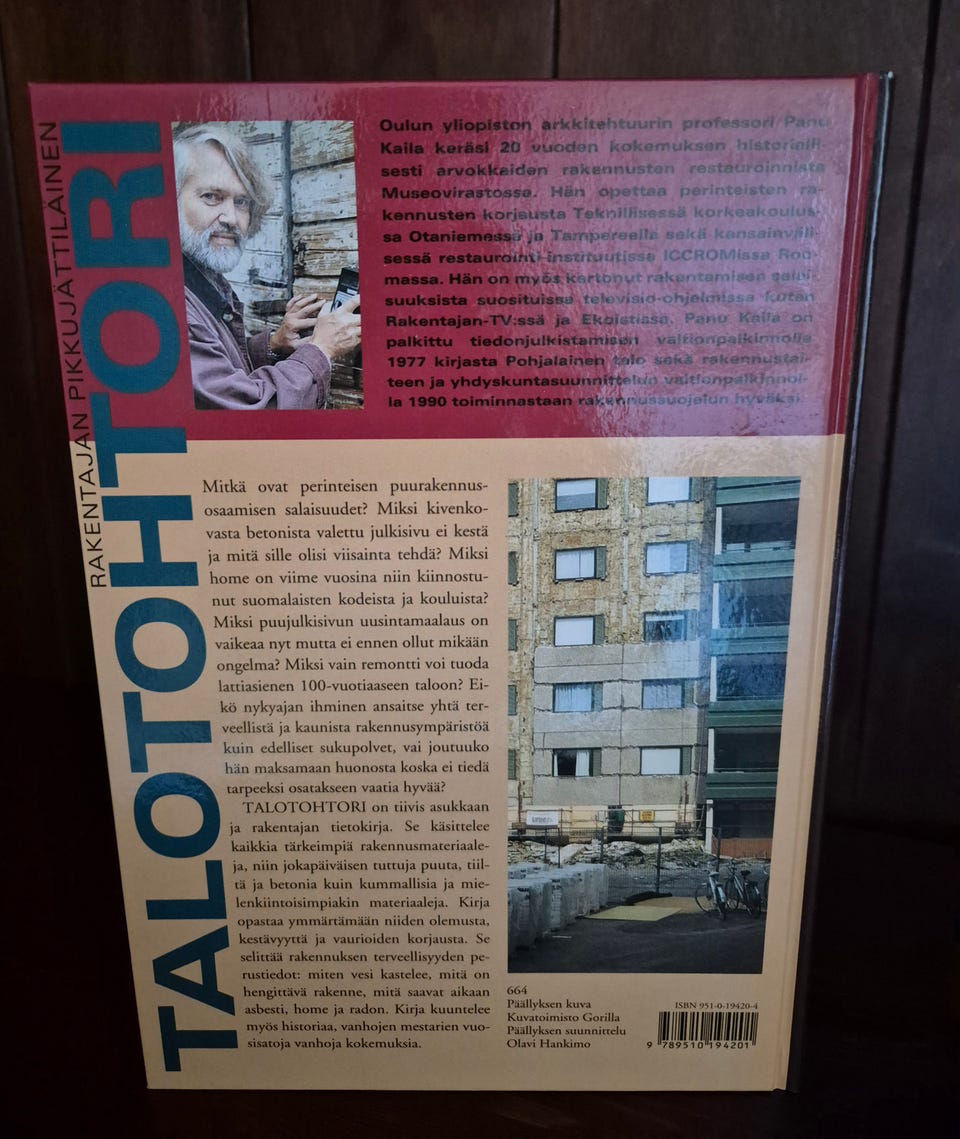 RAKENTAJAN PIKKUJÄTTILÄINEN
TALOTOHTORI
Oulun yliopiston arkkitehtuurin professori Panu
Kaila keräsi 20 vuoden kokemuksen historialli-
sesti arvokkaiden rakennusten restauroinnista
Museovirastossa. Hän opettaa perinteisten ra-
kennusten korjausta Teknillisessä korkeakoulus-
sa Otaniemessä ja Tampereella sekä kansainväli-
sessä restaurointi-instituutissa ICCROMissa Roo-
massa. Hän on myös kertonut rakentamisen salai-
suuksista suosituissa televisio-ohjelmissa kuten
Rakentajan-TV:ssä ja Ekoistissa. Panu Kaila on
palkittu tiedonjulkistamisen valtionpalkinnolla
1977 kirjasta Pohjalainen talo sekä rakennustai-
teen ja yhdyskuntasuunnittelun valtionpalkinnol-
la 1990 toiminnastaan rakennussuojelun hyväksi.
Mitkä ovat perinteisen puurakennus-
osaamisen salaisuudet? Miksi kivenko-
vasta betonista valettu julkisivu ei kestä
ja mitä sille olisi viisainta tehdä? Miksi
home on viime vuosina niin kiinnostu-
nut suomalaisten kodeista ja kouluista?
Miksi puujulkisivun uusintamaalaus on
vaikeaa nyt mutta ei ennen ollut mikään
ongelma? Miksi vain remontti voi tuoda
lattiasienen 100-vuotiaaseen taloon? Ei-
kö nykyajan ihminen ansaitse yhtä ter-
veellistä ja kaunista rakennusympäristöä
kuin edelliset sukupolvet, vai joutuuko
hän maksamaan huonosta koska ei tiedä
tarpeeksi osatakseen vaatia hyvää?
TALOTOHTORI on tiivis asukkaan
ja rakentajan tietokirja. Se käsittelee
kaikkia tärkeimpiä rakennusmateriaale-
ja, niin jokapäiväisen tuttuja puuta, tiil-
tä ja betonia kuin kummallisia ja mie-
lenkiintoisimpiakin materiaaleja. Kirja
opastaa ymmärtämään niiden olemusta,
kestävyyttä ja vaurioiden korjausta. Se
selittää rakennuksen terveellisyyden pe-
rustiedot: miten vesi kastelee, mitä on
hengittävä rakenne, mitä saavat aikaan
asbesti, home ja radon. Kirja kuuntelee
myös historiaa, vanhojen mestarien vuo-
sisatoja vanhoja kokemuksia.
664
Päällyksen kuva
Kuvatoimisto Gorilla
Päällyksen suunnittelu
Olavi Hankimo
ISBN 951-0-19420-4
9 789510 194201